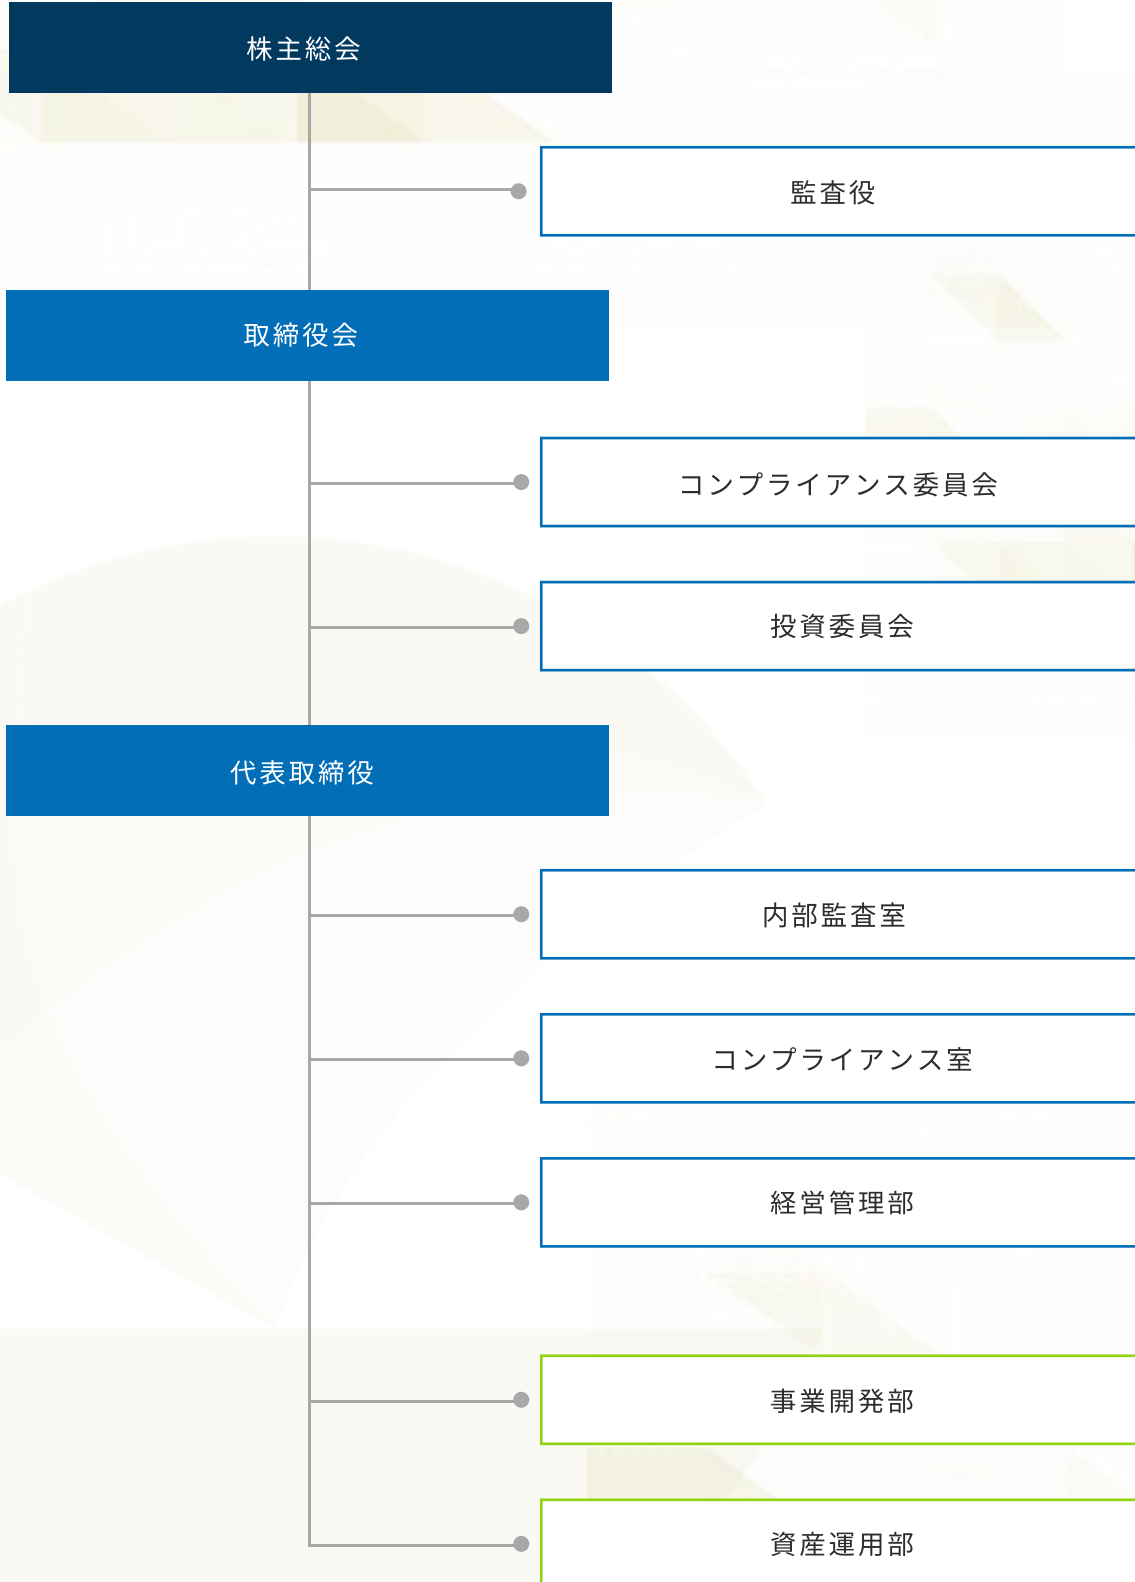 株主総会
監査役
取締役会
コンプライアンス委員会
投資委員会
代表取締役
内部監査室
コンプライアンス室
経営管理部
事業開発部
資産運用部